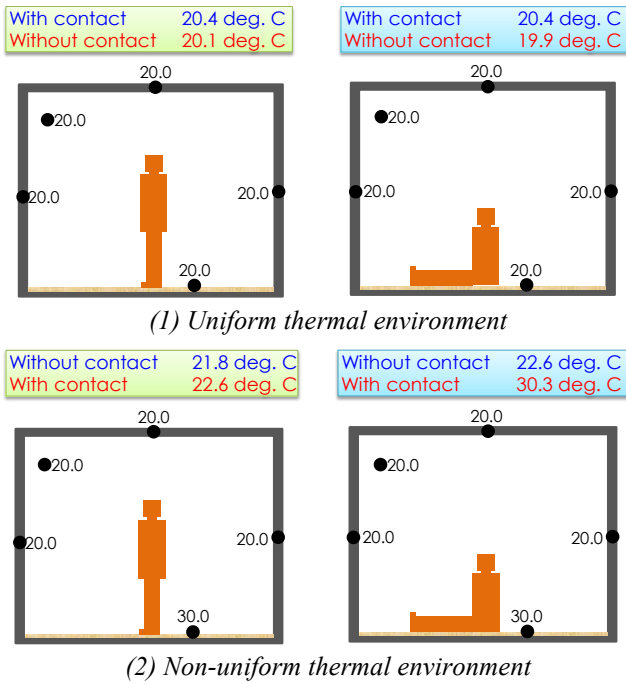 With contact 20.4 deg. C
Without contact 20.1 deg. C
With contact 20.4 deg. C
Without contact 19.9 deg. C
20.0
20.0
20.0
20.0
20.0
20.0
20.0
20.0
20.0
20.0
(1) Uniform thermal environment
Without contact 21.8 deg. C
With contact 22.6 deg. C
Without contact 22.6 deg. C
With contact 30.3 deg. C
20.0
20.0
20.0
20.0
20.0
20.0
20.0
20.0
30.0
30.0
(2) Non-uniform thermal environment